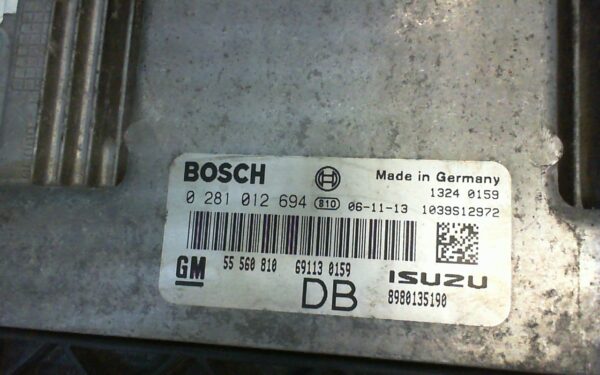 BOSCH
Made in Germany
1324 0159
0 281 012 694 810 06-11-13 1039S12972
GM 55 560 810 69113 0159 ISUZU
DB 8980135190